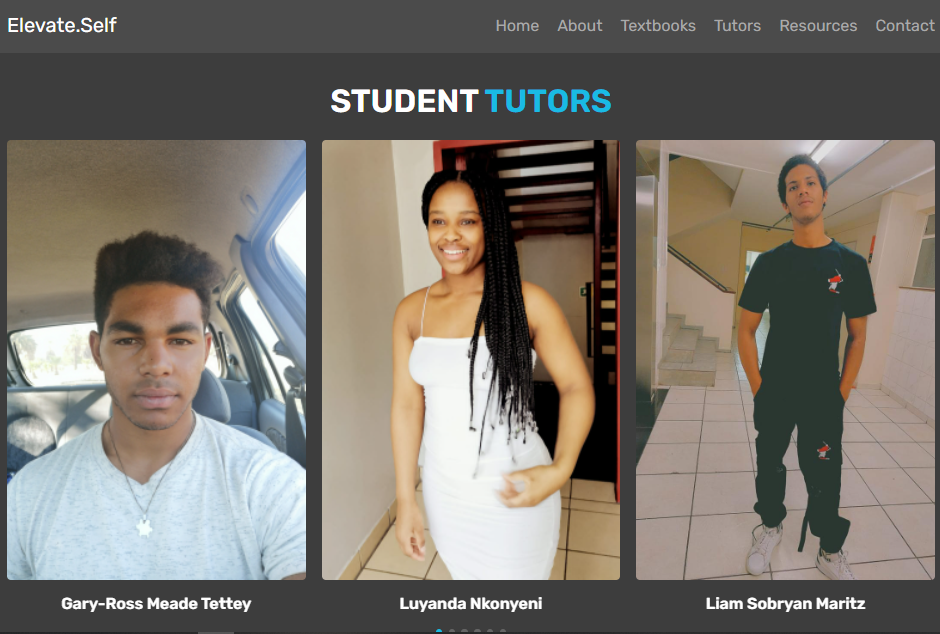 Elevate.Self
Home About Textbooks Tutors Resources Contact
STUDENT TUTORS
Gary-Ross Meade Tettey
Luyanda Nkonyeni
Liam Sobryan Maritz